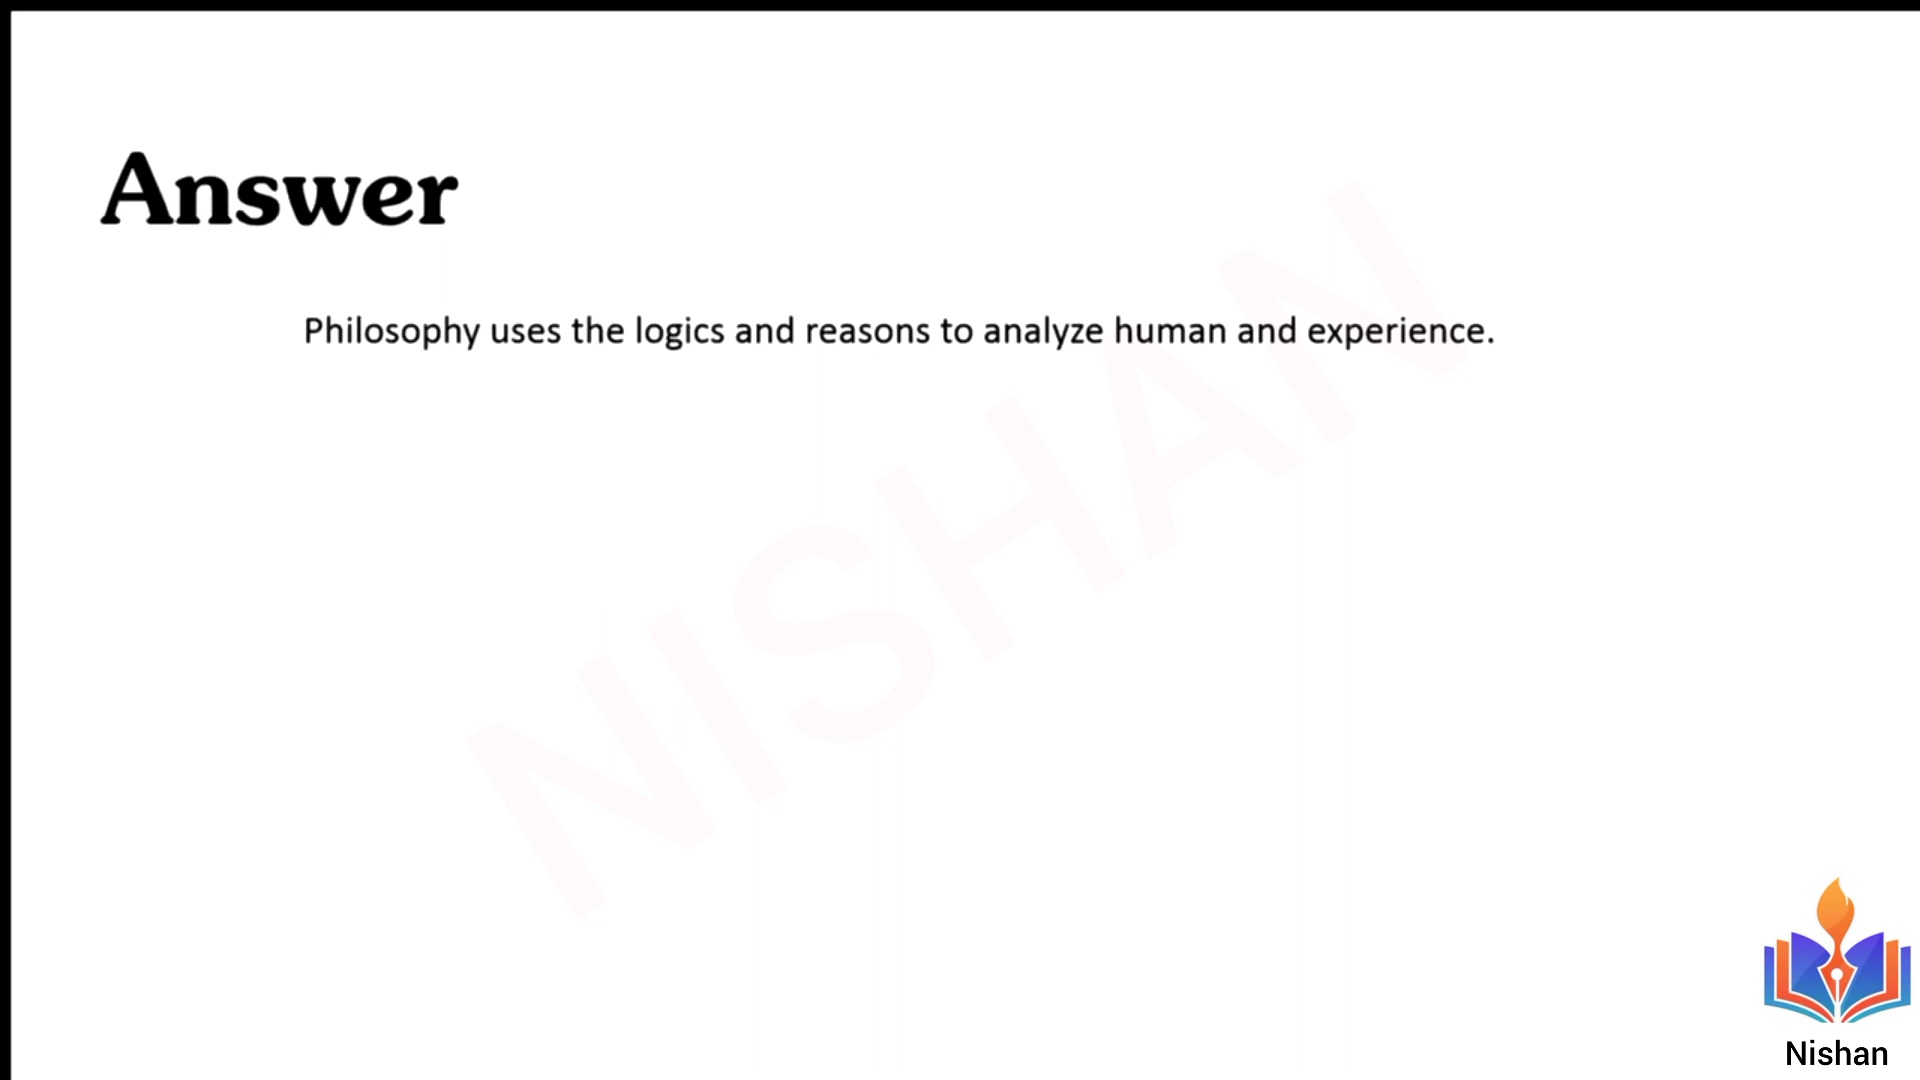 Answer
Philosophy uses the logics and reasons to analyze human and experience.
NISHAN
Nishan